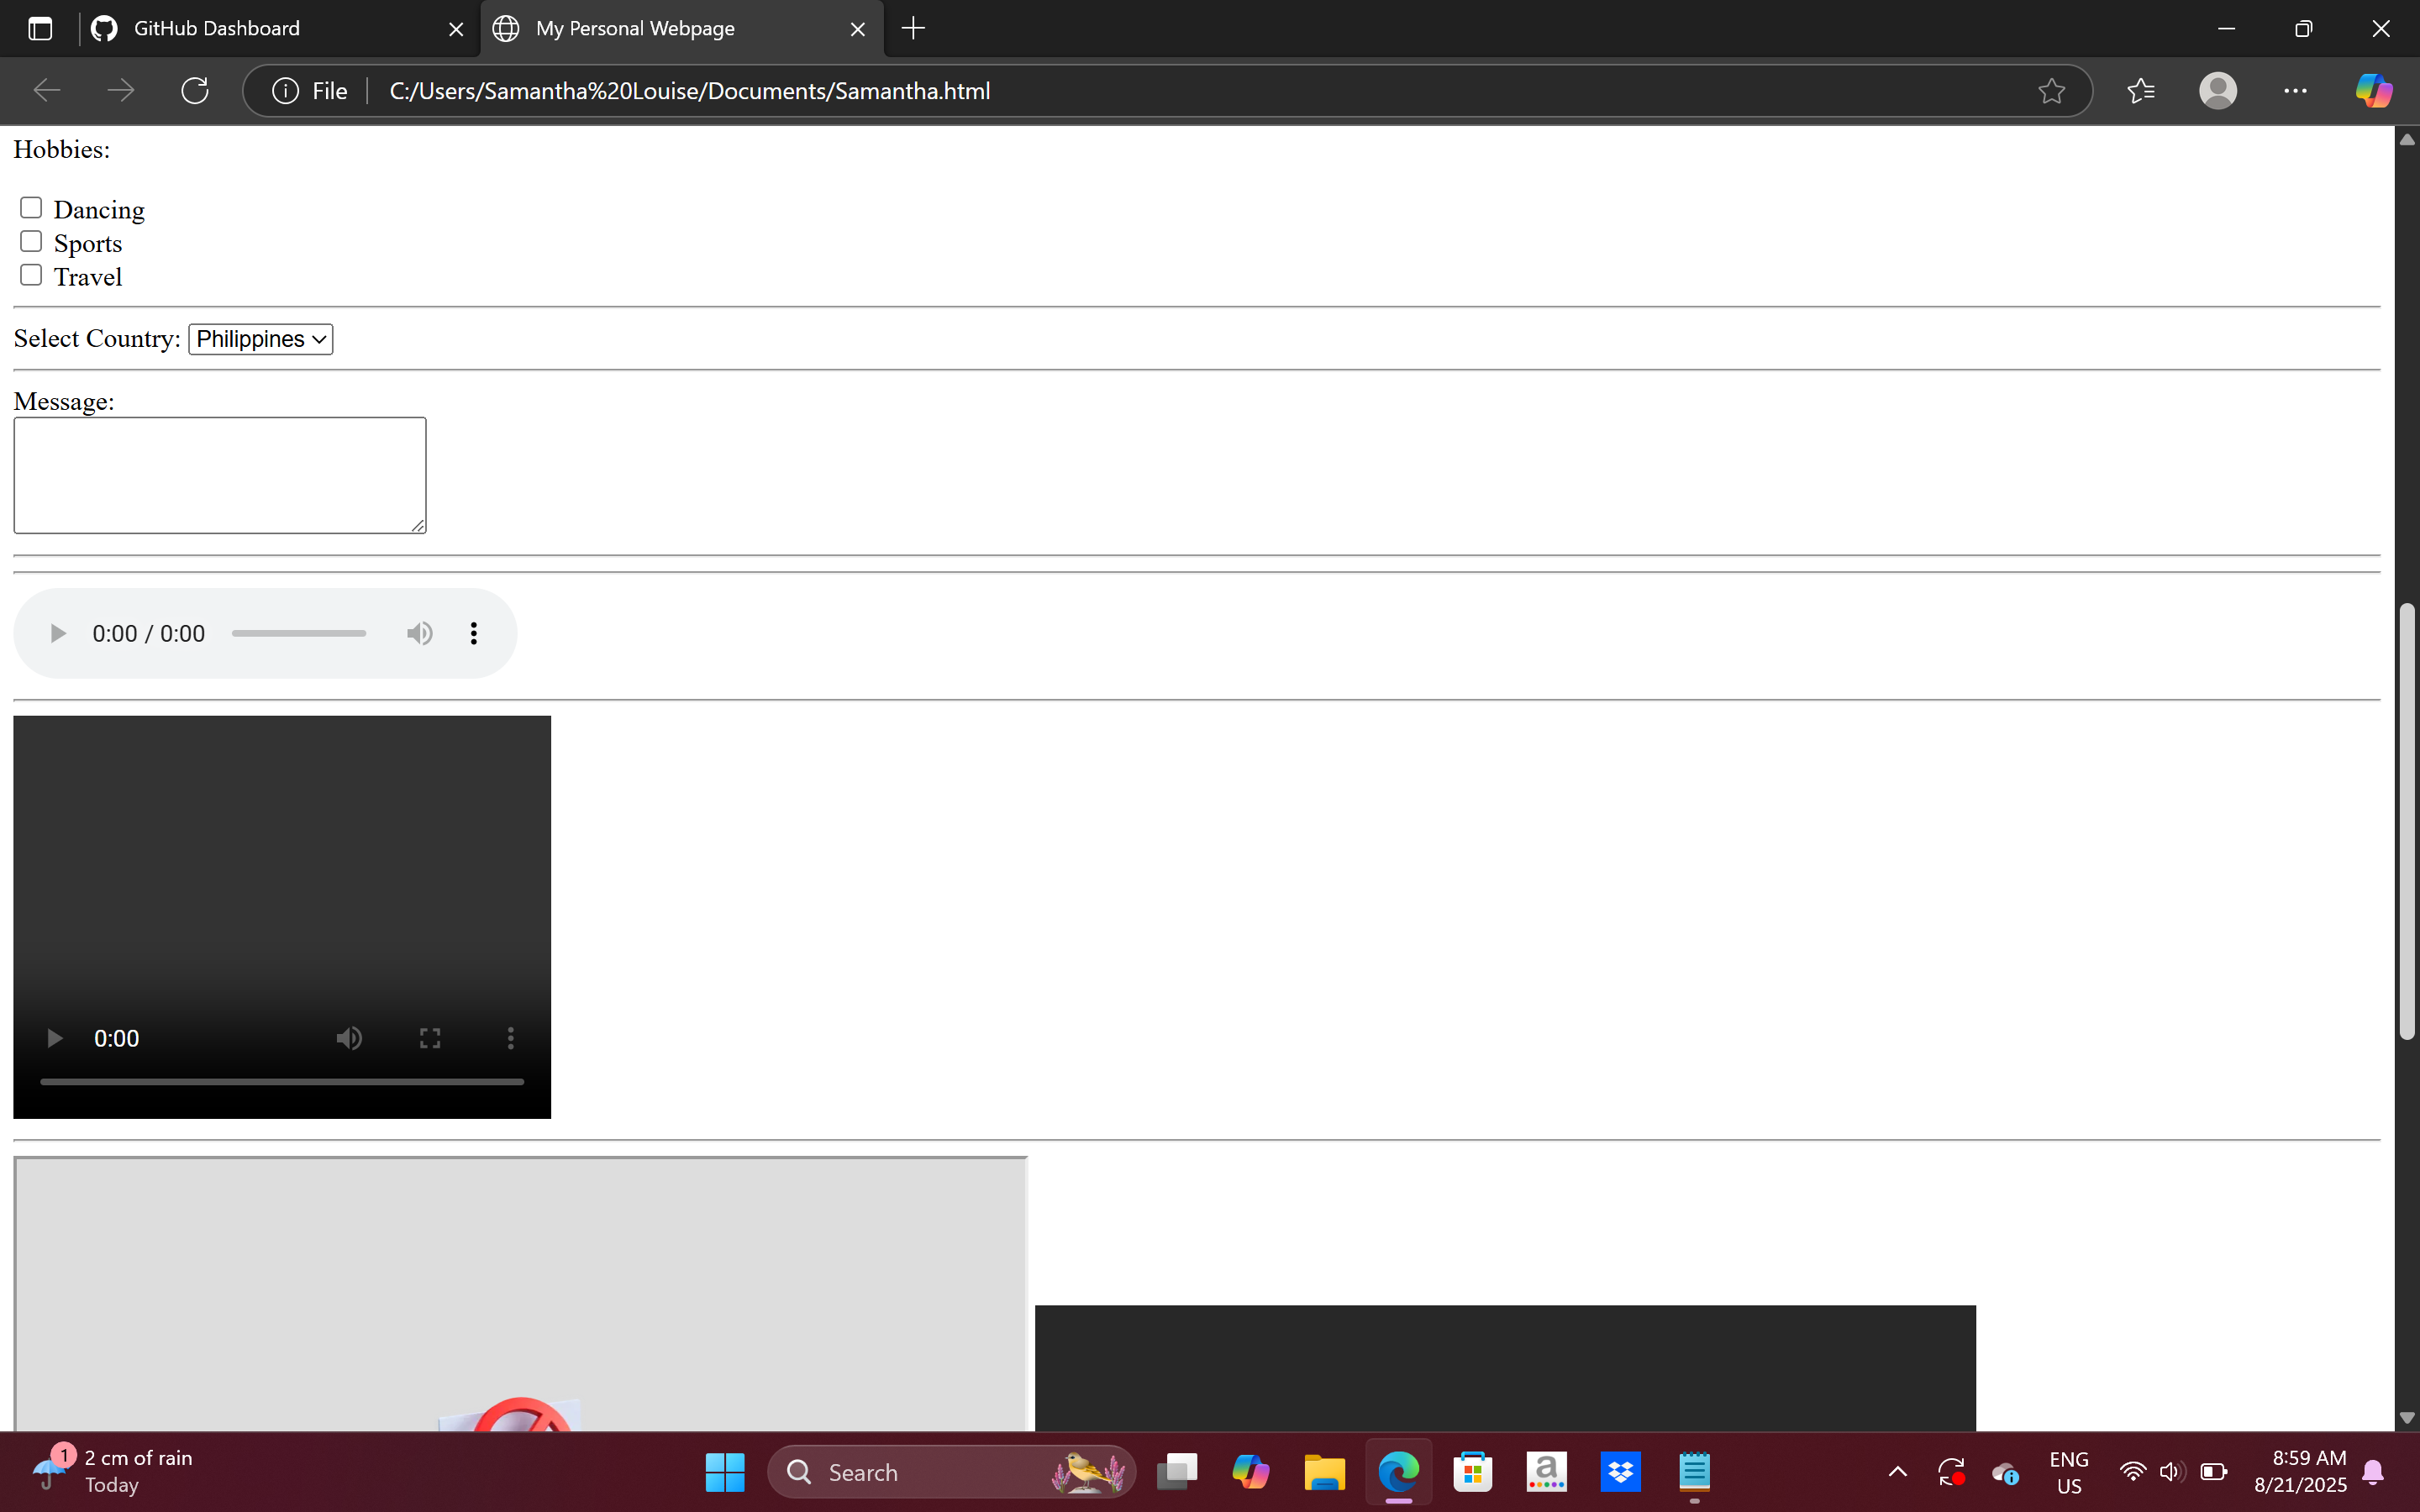 GitHub Dashboard
My Personal Webpage
File
C:/Users/Samantha%20Louise/Documents/Samantha.html
Hobbies:
Dancing
Sports
Travel
Select Country: Philippines
Message:
0:00 / 0:00
0:00
1
2 cm of rain
Today
Search
a
ENG
US
8:59 AM
8/21/2025